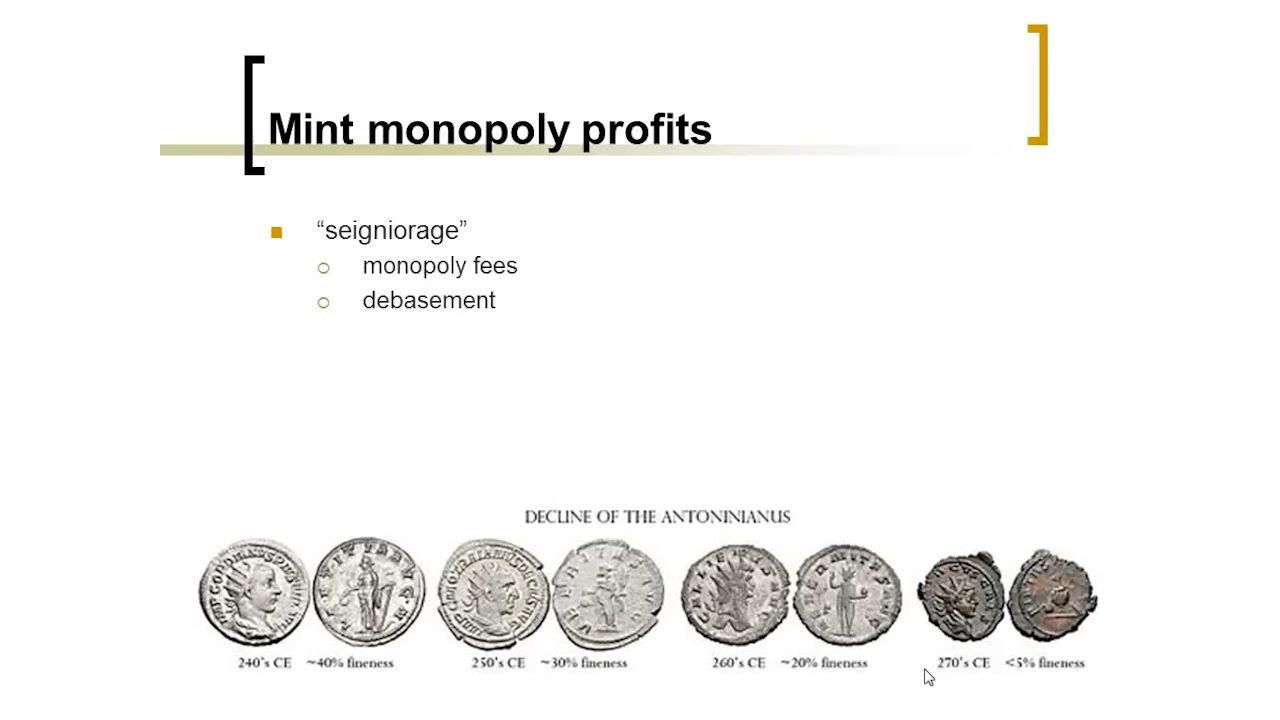 Mint monopoly profits
“seigniorage”
monopoly fees
debasement
DECLINE OF THE ANTONINIANUS
240's CE ~40% fineness
250's CE ~30% fineness
260's CE ~20% fineness
270's CE <5% fineness